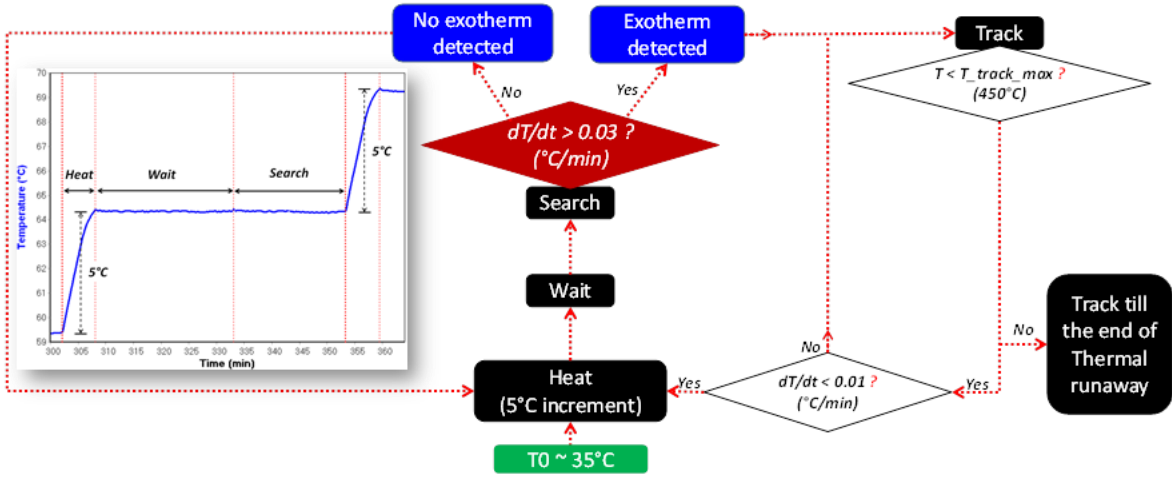 No exotherm
detected
Exotherm
detected
Track
T < T_track_max ?
(450°C)
No
Yes
dT/dt > 0.03 ?
(°C/min)
Search
Wait
Heat
(5°C increment)
T0 ~ 35°C
Yes
No
dT/dt < 0.01 ?
(°C/min)
Yes
No
Track till
the end of
Thermal
runaway
70
69
68
67
66
65
64
63
62
61
60
59
Temperature (°C)
Heat
Wait
Search
5°C
5°C
300 305 310 315 320 325 330 335 340 345 350 355 360
Time (min)